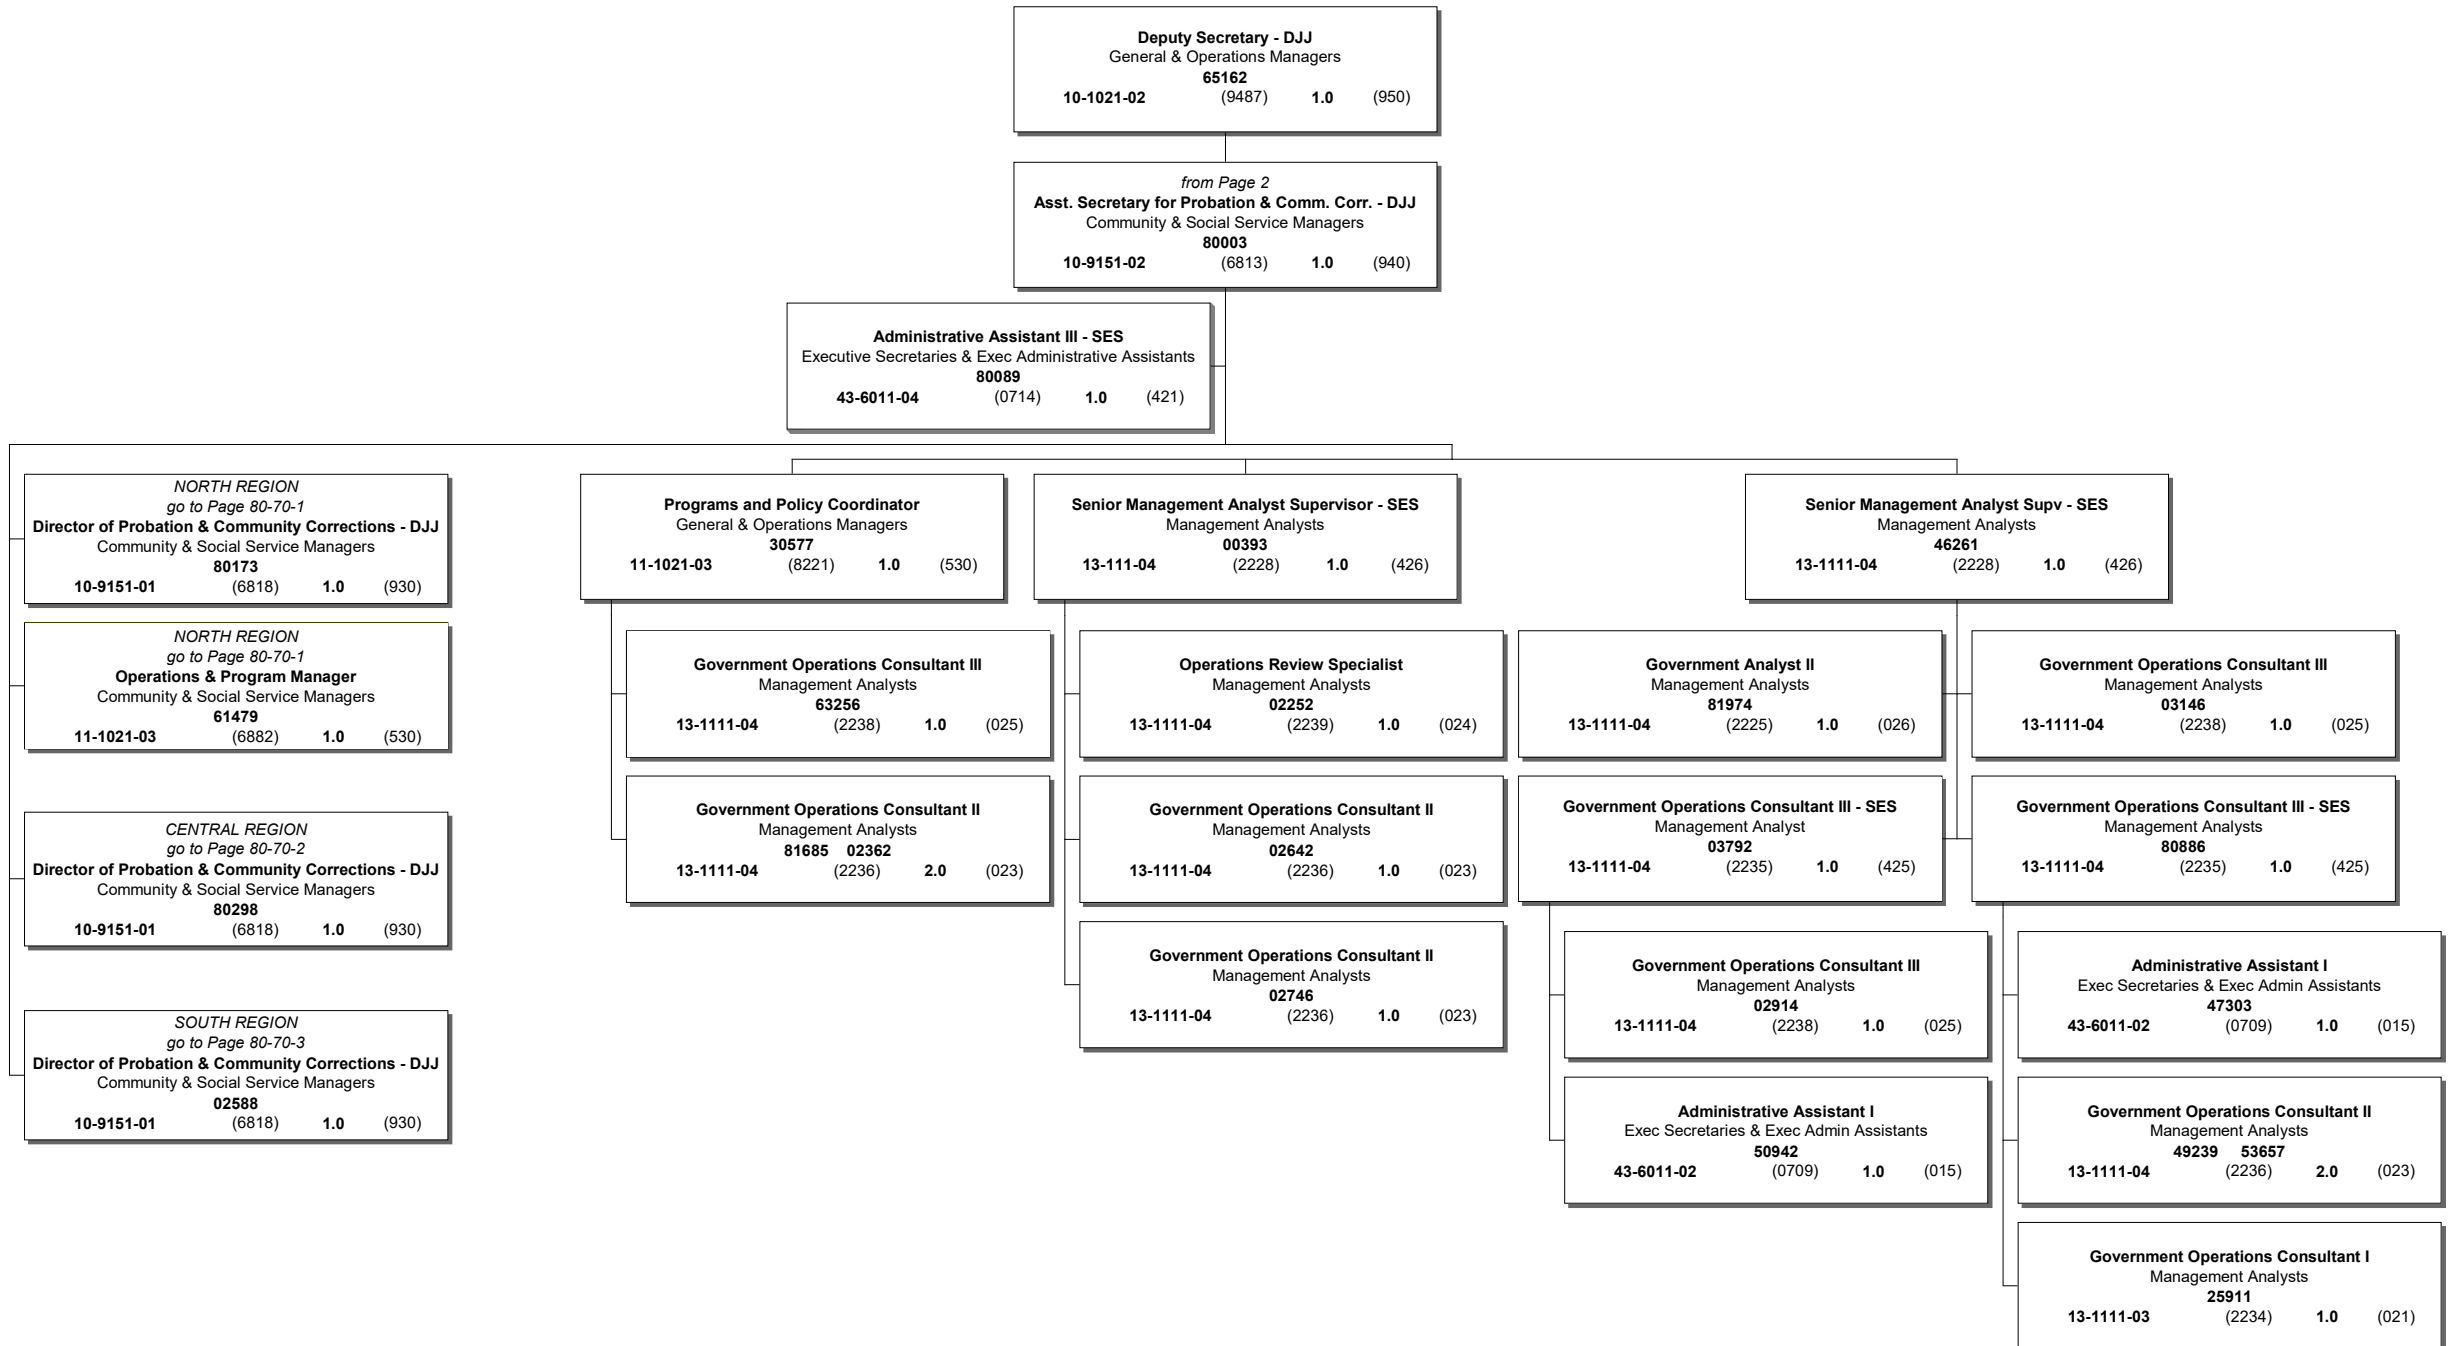 Deputy Secretary - DJJ
General & Operations Managers
65162
10-1021-02 (9487) 1.0 (950)
from Page 2
Asst. Secretary for Probation & Comm. Corr. - DJJ
Community & Social Service Managers
80003
10-9151-02 (6813) 1.0 (940)
Administrative Assistant III - SES
Executive Secretaries & Exec Administrative Assistants
80089
43-6011-04 (0714) 1.0 (421)
NORTH REGION
go to Page 80-70-1
Director of Probation & Community Corrections - DJJ
Community & Social Service Managers
80173
10-9151-01 (6818) 1.0 (930)
NORTH REGION
go to Page 80-70-1
Operations & Program Manager
Community & Social Service Managers
61479
11-1021-03 (6882) 1.0 (530)
CENTRAL REGION
go to Page 80-70-2
Director of Probation & Community Corrections - DJJ
Community & Social Service Managers
80298
10-9151-01 (6818) 1.0 (930)
SOUTH REGION
go to Page 80-70-3
Director of Probation & Community Corrections - DJJ
Community & Social Service Managers
02588
10-9151-01 (6818) 1.0 (930)
Programs and Policy Coordinator
General & Operations Managers
30577
11-1021-03 (8221) 1.0 (530)
Government Operations Consultant III
Management Analysts
63256
13-1111-04 (2238) 1.0 (025)
Government Operations Consultant II
Management Analysts
81685 02362
13-1111-04 (2236) 2.0 (023)
Senior Management Analyst Supervisor - SES
Management Analysts
00393
13-111-04 (2228) 1.0 (426)
Operations Review Specialist
Management Analysts
02252
13-1111-04 (2239) 1.0 (024)
Government Operations Consultant II
Management Analysts
02642
13-1111-04 (2236) 1.0 (023)
Government Operations Consultant II
Management Analysts
02746
13-1111-04 (2236) 1.0 (023)
Senior Management Analyst Supv - SES
Management Analysts
46261
13-1111-04 (2228) 1.0 (426)
Government Analyst II
Management Analysts
81974
13-1111-04 (2225) 1.0 (026)
Government Operations Consultant III
Management Analysts
03146
13-1111-04 (2238) 1.0 (025)
Government Operations Consultant III - SES
Management Analyst
03792
13-1111-04 (2235) 1.0 (425)
Government Operations Consultant III
Management Analysts
02914
13-1111-04 (2238) 1.0 (025)
Administrative Assistant I
Exec Secretaries & Exec Admin Assistants
50942
43-6011-02 (0709) 1.0 (015)
Government Operations Consultant III - SES
Management Analysts
80886
13-1111-04 (2235) 1.0 (425)
Administrative Assistant I
Exec Secretaries & Exec Admin Assistants
47303
43-6011-02 (0709) 1.0 (015)
Government Operations Consultant II
Management Analysts
49239 53657
13-1111-04 (2236) 2.0 (023)
Government Operations Consultant I
Management Analysts
25911
13-1111-03 (2234) 1.0 (021)